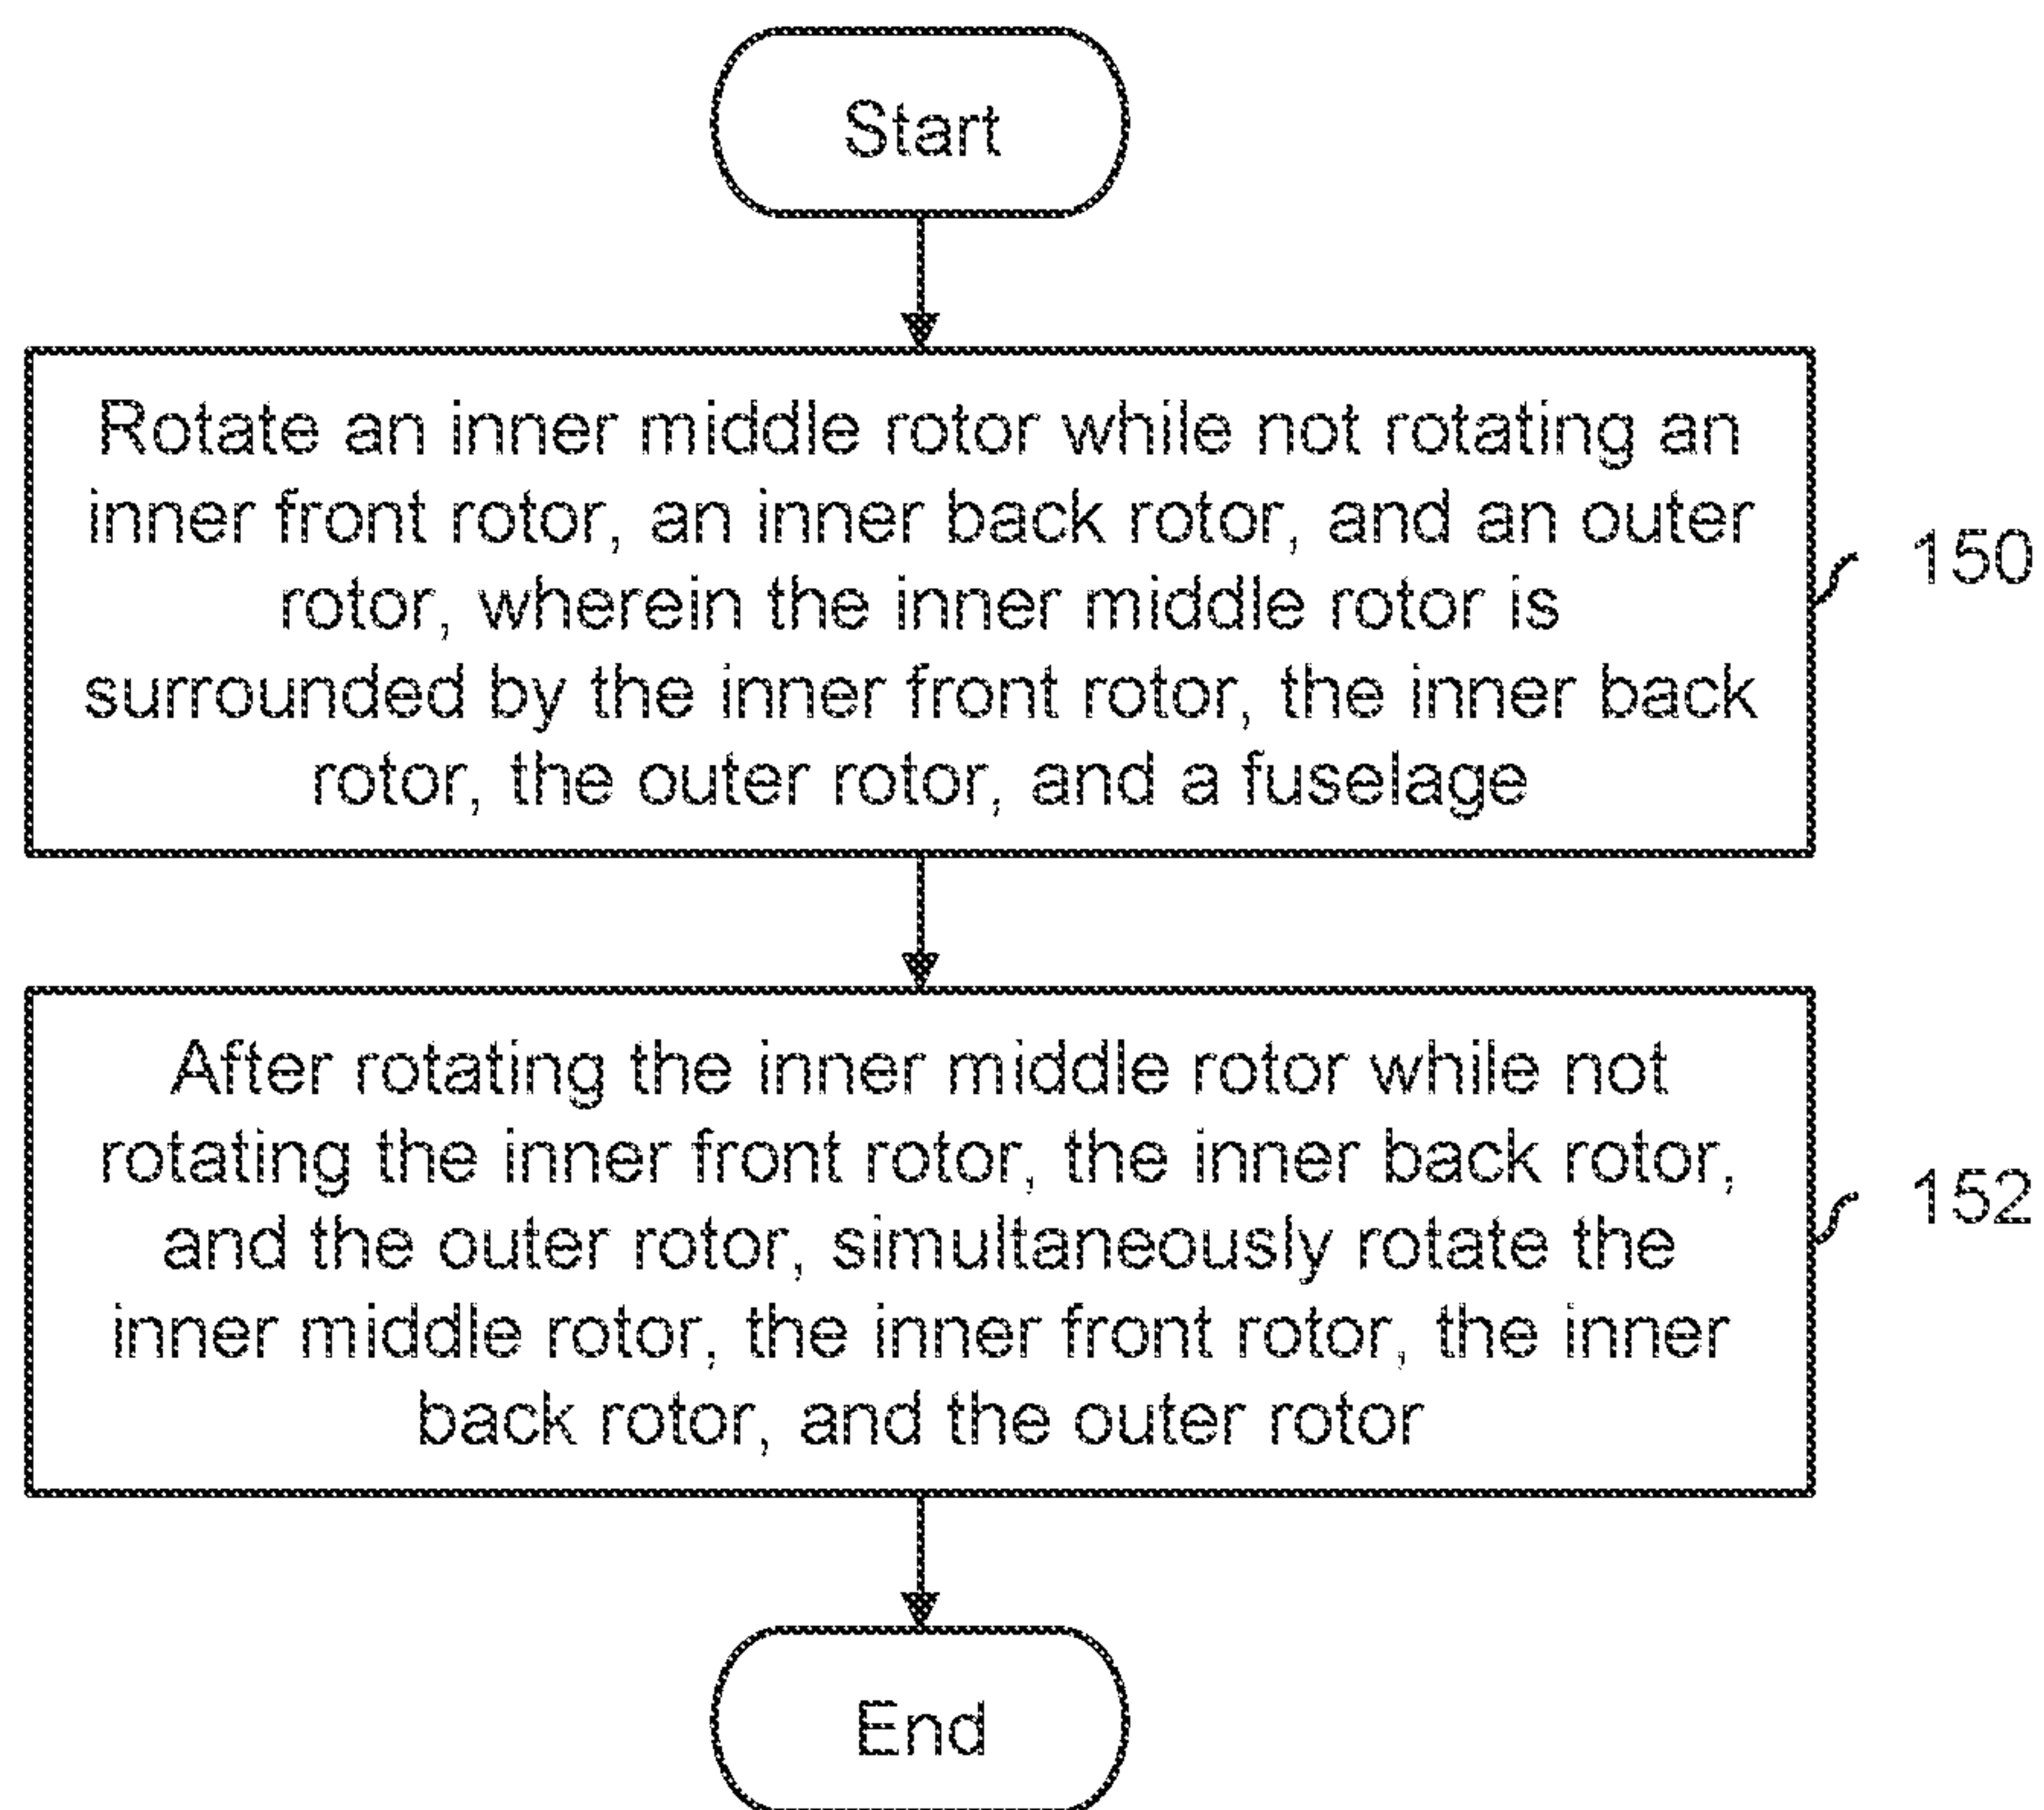 Start
Rotate an inner middle rotor while not rotating an
inner front rotor, an inner back rotor, and an outer
rotor, wherein the inner middle rotor is
surrounded by the inner front rotor, the inner back
rotor, the outer rotor, and a fuselage
150
After rotating the inner middle rotor while not
rotating the inner front rotor, the inner back rotor,
and the outer rotor, simultaneously rotate the
inner middle rotor, the inner front rotor, the inner
back rotor, and the outer rotor
152
End